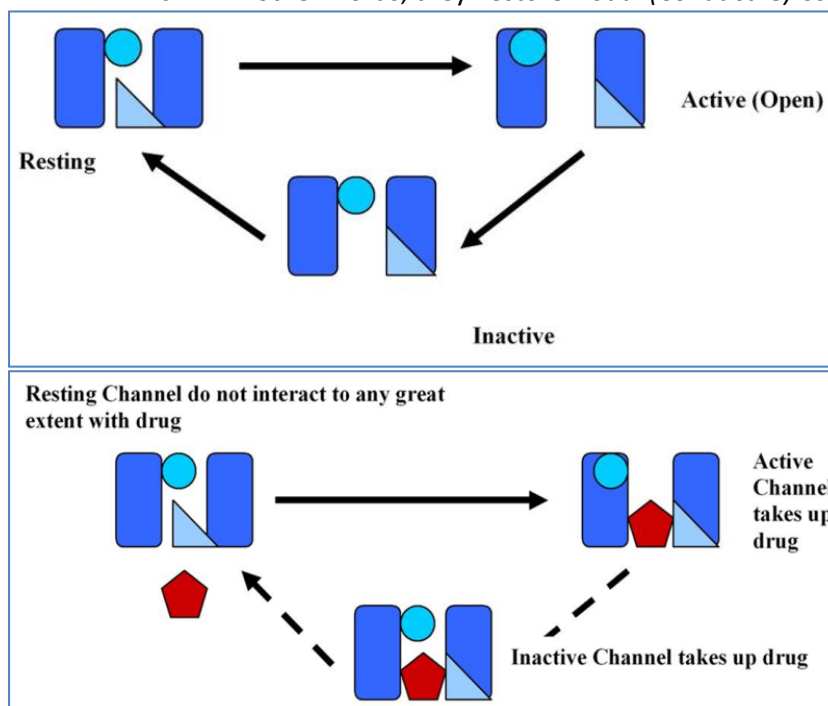 Resting
Active (Open)
Inactive
Resting Channel do not interact to any great
extent with drug
Active
Channel
takes up
drug
Inactive Channel takes up drug